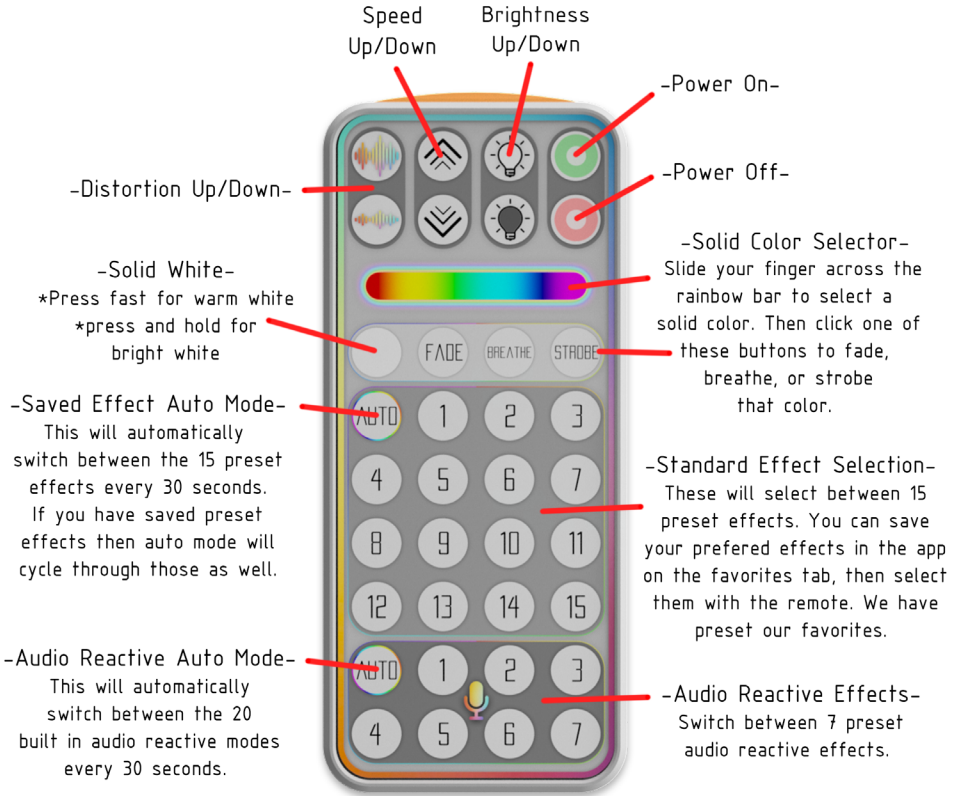 Speed
Up/Down
Brightness
Up/Down
-Power On-
-Power Off-
-Distortion Up/Down-
-Solid Color Selector-
Slide your finger across the
rainbow bar to select a
solid color. Then click one of
these buttons to fade,
breathe, or strobe
that color.
-Solid White-
*Press fast for warm white
*press and hold for
bright white
FADE
BREATHE
STROBE
-Saved Effect Auto Mode-
This will automatically
switch between the 15 preset
effects every 30 seconds.
If you have saved preset
effects then auto mode will
cycle through those as well.
AUTO 1 2 3
4 5 6 7
8 9 10 11
12 13 14 15
-Standard Effect Selection-
These will select between 15
preset effects. You can save
your prefered effects in the app
on the favorites tab, then select
them with the remote. We have
preset our favorites.
-Audio Reactive Auto Mode-
This will automatically
switch between the 20
built in audio reactive modes
every 30 seconds.
AUTO 1 2 3
4 5 6 7
-Audio Reactive Effects-
Switch between 7 preset
audio reactive effects.